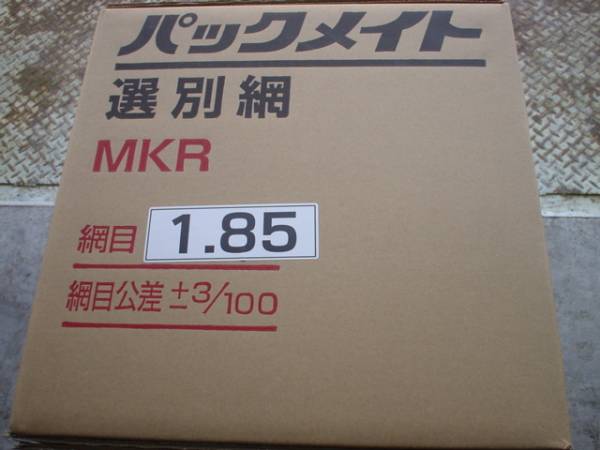 パックメイト
選別網
MKR
網目 1.85
網目公差 ±3/100